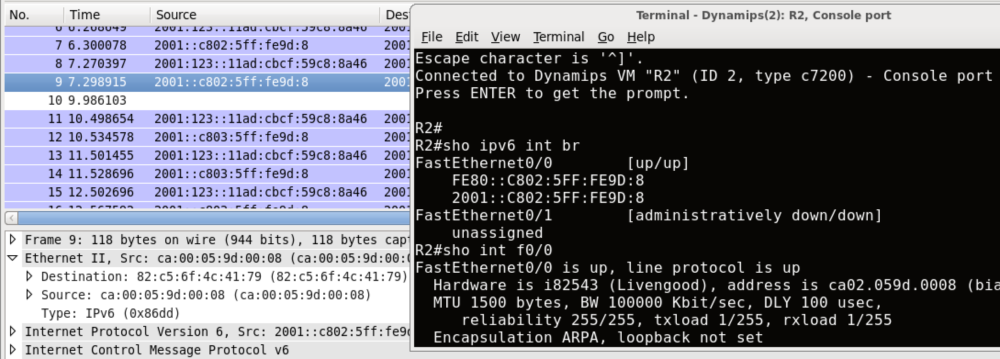 No. Time Source Des
6 6.268649 2001:123::11ad:cbcf:59c8:8a46 2001
7 6.300078 2001::c802:5ff:fe9d:8 2001
8 7.270397 2001:123::11ad:cbcf:59c8:8a46 2001
9 7.298915 2001::c802:5ff:fe9d:8 2001
10 9.986103
11 10.498654 2001:123::11ad:cbcf:59c8:8a46 2001
12 10.534578 2001::c803:5ff:fe9d:8 2001
13 11.501455 2001:123::11ad:cbcf:59c8:8a46 2001
14 11.528696 2001::c803:5ff:fe9d:8 2001
15 12.502696 2001:123::11ad:cbcf:59c8:8a46 2001
Frame 9: 118 bytes on wire (944 bits), 118 bytes capt
Ethernet II, Src: ca:00:05:9d:00:08 (ca:00:05:9d:00:0
Destination: 82:c5:6f:4c:41:79 (82:c5:6f:4c:41:79)
Source: ca:00:05:9d:00:08 (ca:00:05:9d:00:08)
Type: IPv6 (0x86dd)
Internet Protocol Version 6, Src: 2001::c802:5ff:fe9d
Internet Control Message Protocol v6
Terminal - Dynamips(2): R2, Console port
File Edit View Terminal Go Help
Escape character is '^]'.
Connected to Dynamips VM "R2" (ID 2, type c7200) - Console port
Press ENTER to get the prompt.
R2#
R2#sho ipv6 int br
FastEthernet0/0 [up/up]
FE80::C802:5FF:FE9D:8
2001::C802:5FF:FE9D:8
FastEthernet0/1 [administratively down/down]
unassigned
R2#sho int f0/0
FastEthernet0/0 is up, line protocol is up
Hardware is i82543 (Livengood), address is ca02.059d.0008 (bia
MTU 1500 bytes, BW 100000 Kbit/sec, DLY 100 usec,
reliability 255/255, txload 1/255, rxload 1/255
Encapsulation ARPA, loopback not set